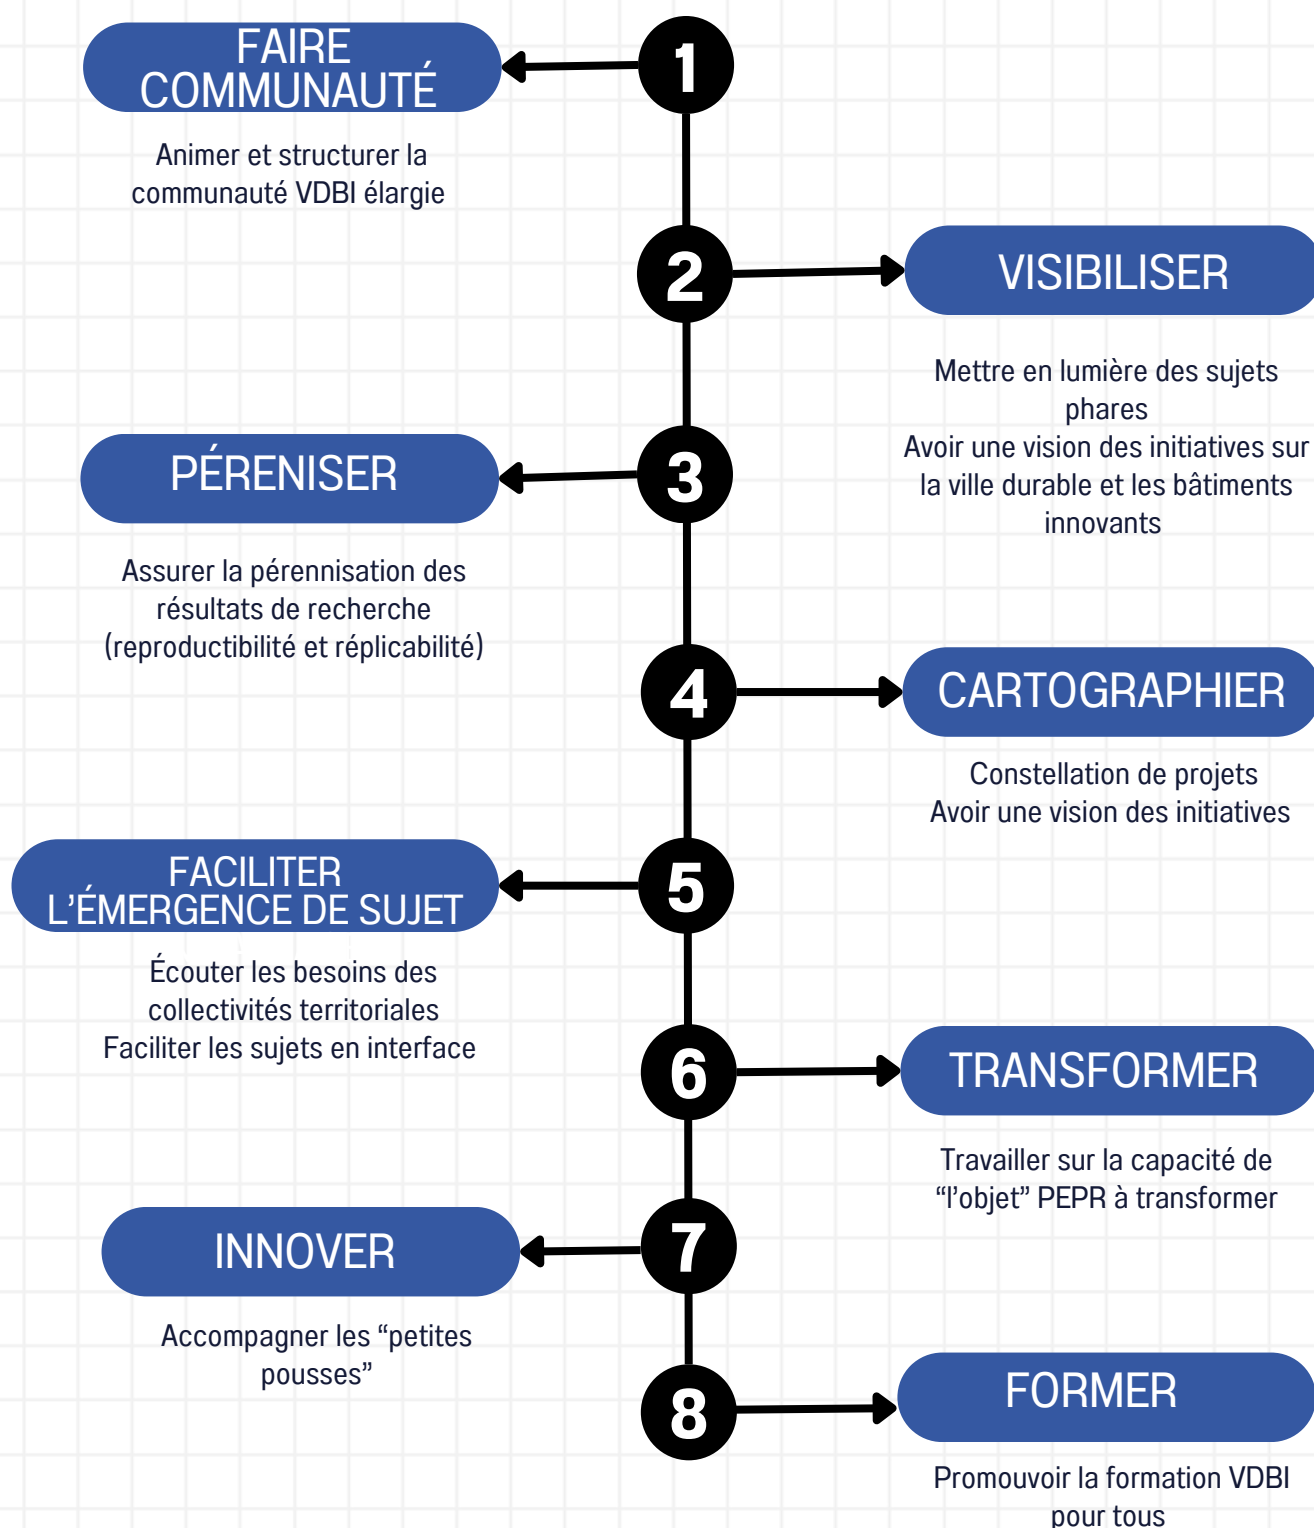 1
FAIRE
COMMUNAUTÉ
Animer et structurer la
communauté VDBI élargie
2
VISIBILISER
Mettre en lumière des sujets
phares
Avoir une vision des initiatives sur
la ville durable et les bâtiments
innovants
3
PÉRENISER
Assurer la pérennisation des
résultats de recherche
(reproductibilité et réplicabilité)
4
CARTOGRAPHIER
Constellation de projets
Avoir une vision des initiatives
5
FACILITER
L’ÉMERGENCE DE SUJET
Écouter les besoins des
collectivités territoriales
Faciliter les sujets en interface
6
TRANSFORMER
Travailler sur la capacité de
“l’objet” PEPR à transformer
7
INNOVER
Accompagner les “petites
pousses”
8
FORMER
Promouvoir la formation VDBI
pour tous